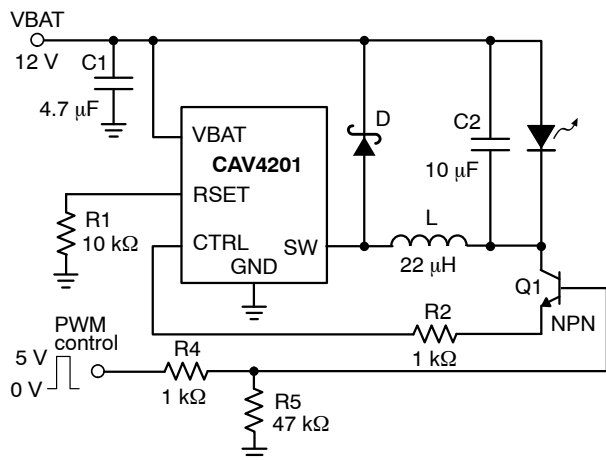 VBAT
12 V
C1
4.7 μF
D
C2
10 μF
VBAT
CAV4201
RSET
R1
10 kΩ
CTRL
SW
GND
L
22 μH
Q1
NPN
R2
1 kΩ
PWM
control
5 V
0 V
R4
1 kΩ
R5
47 kΩ